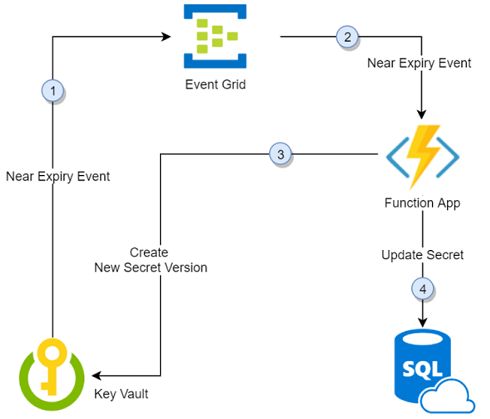 2
Event Grid
Near Expiry Event
1
3
Near Expiry Event
Function App
Create
New Secret Version
Update Secret
4
SQL
Key Vault